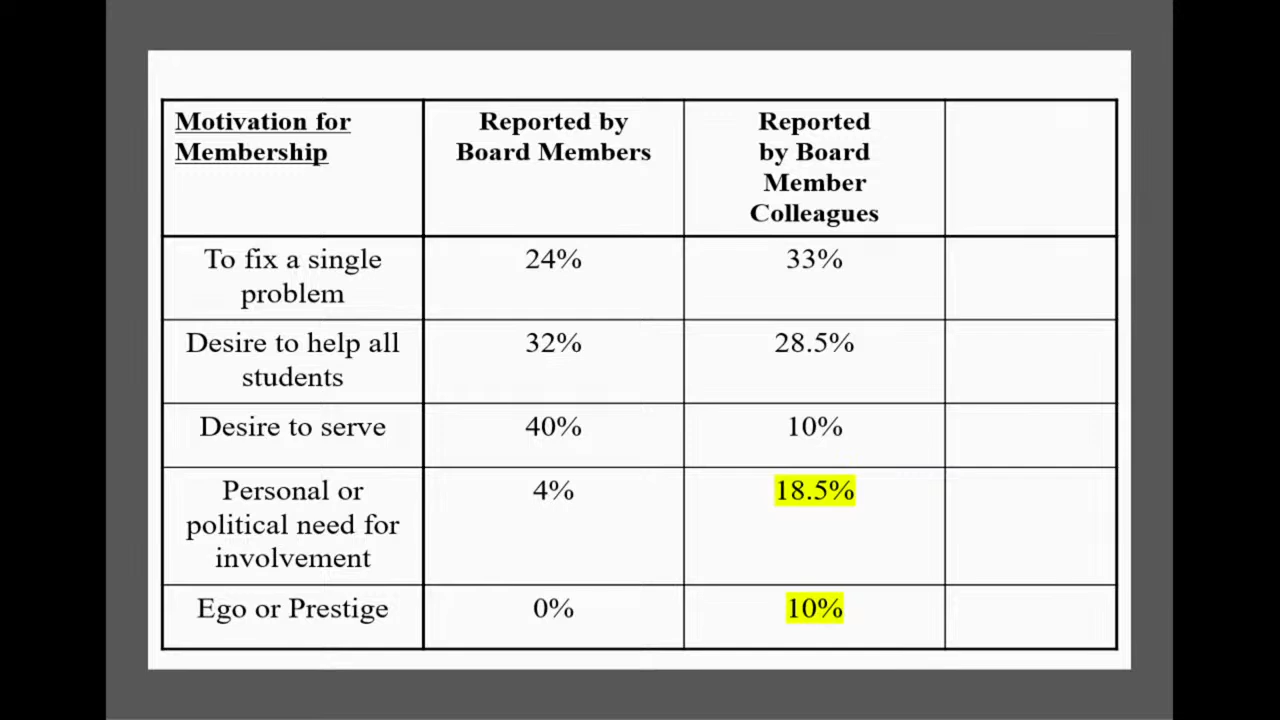 Motivation for
Membership
Reported by
Board Members
Reported
by Board
Member
Colleagues
To fix a single
problem
24%
33%
Desire to help all
students
32%
28.5%
Desire to serve
40%
10%
Personal or
political need for
involvement
4%
18.5%
Ego or Prestige
0%
10%